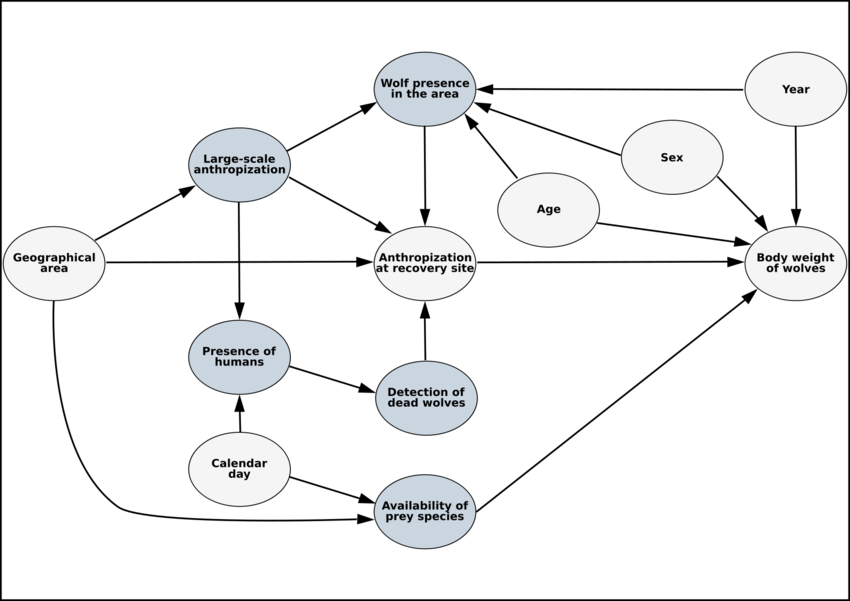 Wolf presence
in the area
Year
Large-scale
anthropization
Sex
Age
Geographical
area
Anthropization
at recovery site
Body weight
of wolves
Presence of
humans
Detection of
dead wolves
Calendar
day
Availability of
prey species